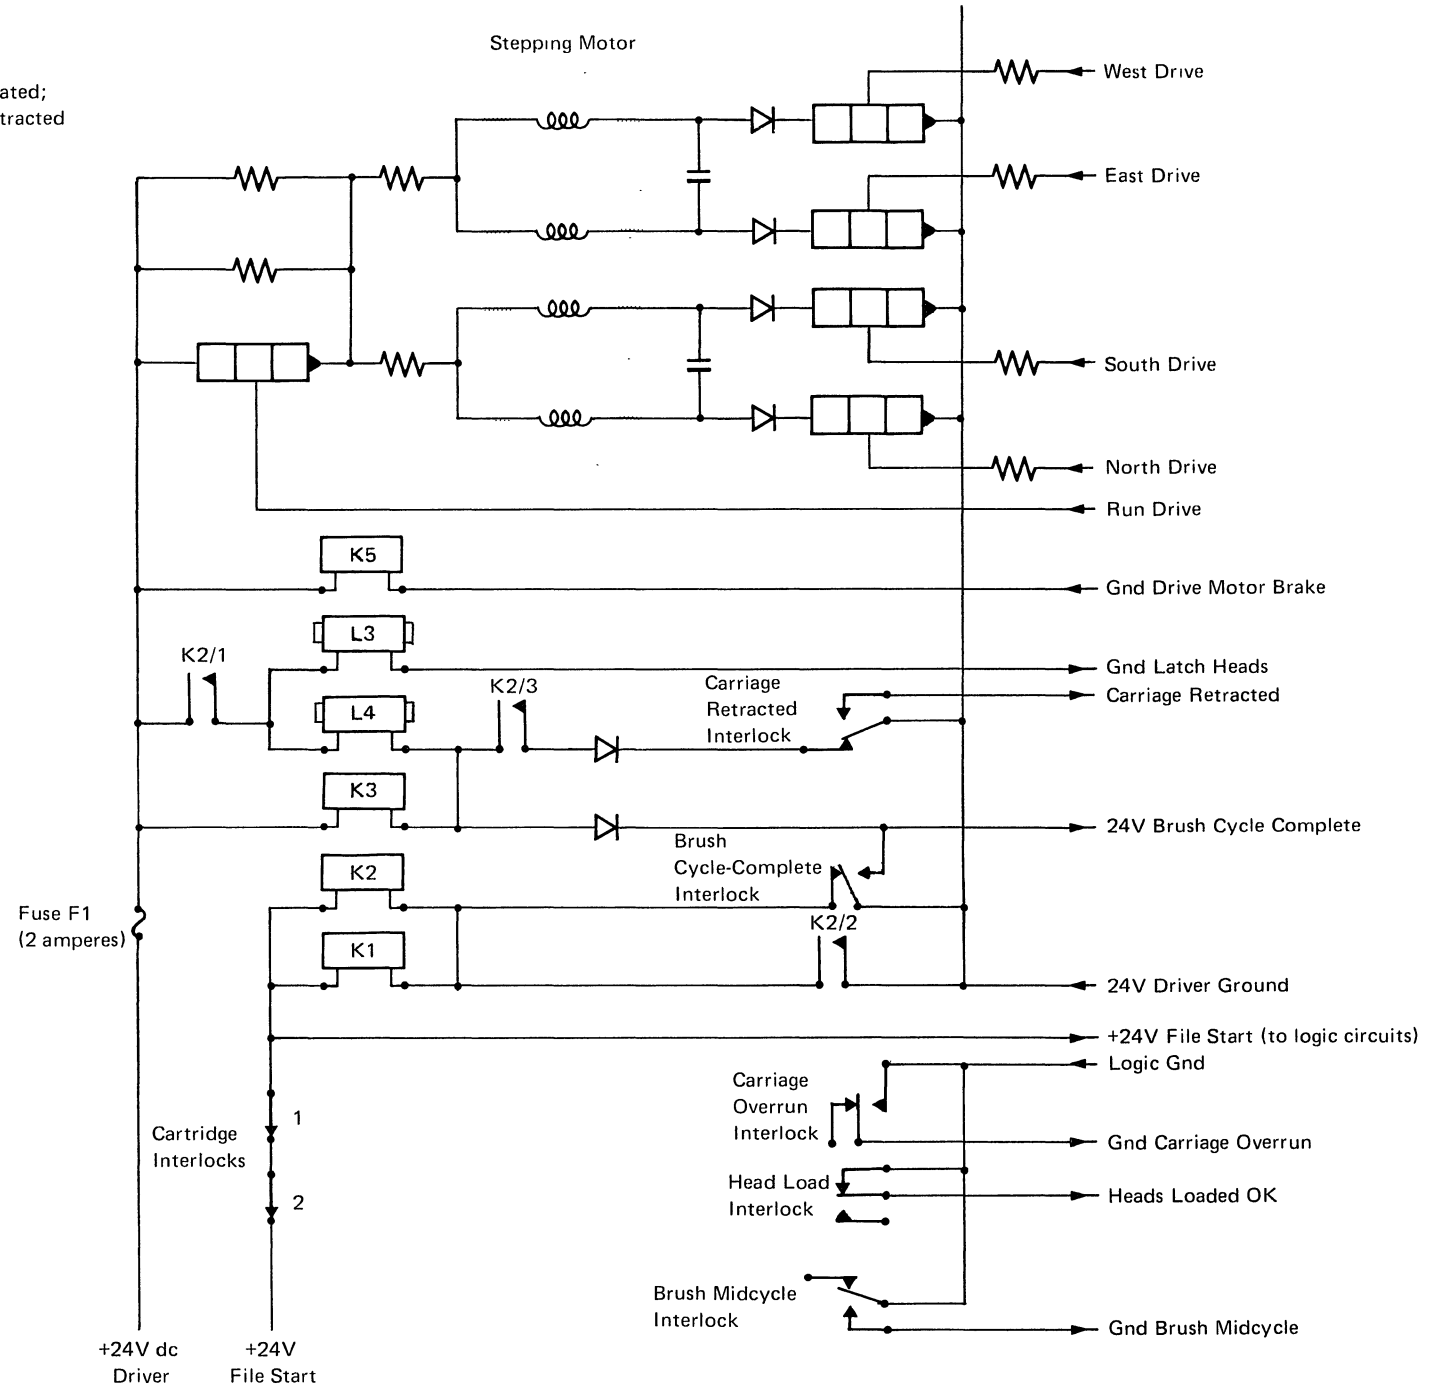 Stepping Motor
ated;
tracted
West Drive
East Drive
South Drive
North Drive
Run Drive
K5
Gnd Drive Motor Brake
L3
K2/1
Gnd Latch Heads
K2/3
Carriage
Retracted
Interlock
Carriage Retracted
L4
K3
24V Brush Cycle Complete
Brush
Cycle-Complete
Interlock
K2
K2/2
Fuse F1
(2 amperes)
K1
24V Driver Ground
+24V File Start (to logic circuits)
Logic Gnd
Carriage
Overrun
Interlock
1
Cartridge
Interlocks
Gnd Carriage Overrun
2
Head Load
Interlock
Heads Loaded OK
Brush Midcycle
Interlock
Gnd Brush Midcycle
+24V dc
Driver
+24V
File Start